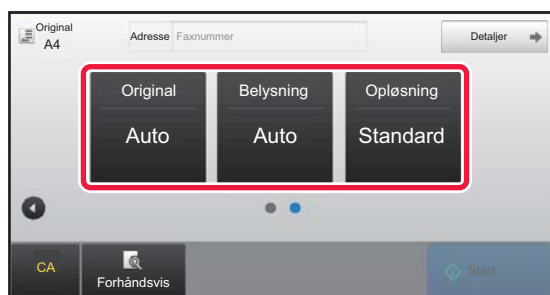 Original
A4
Adresse Faxnummer
Detaljer
Original Belysning Opløsning
Auto Auto Standard
CA
Forhåndsvis
Start